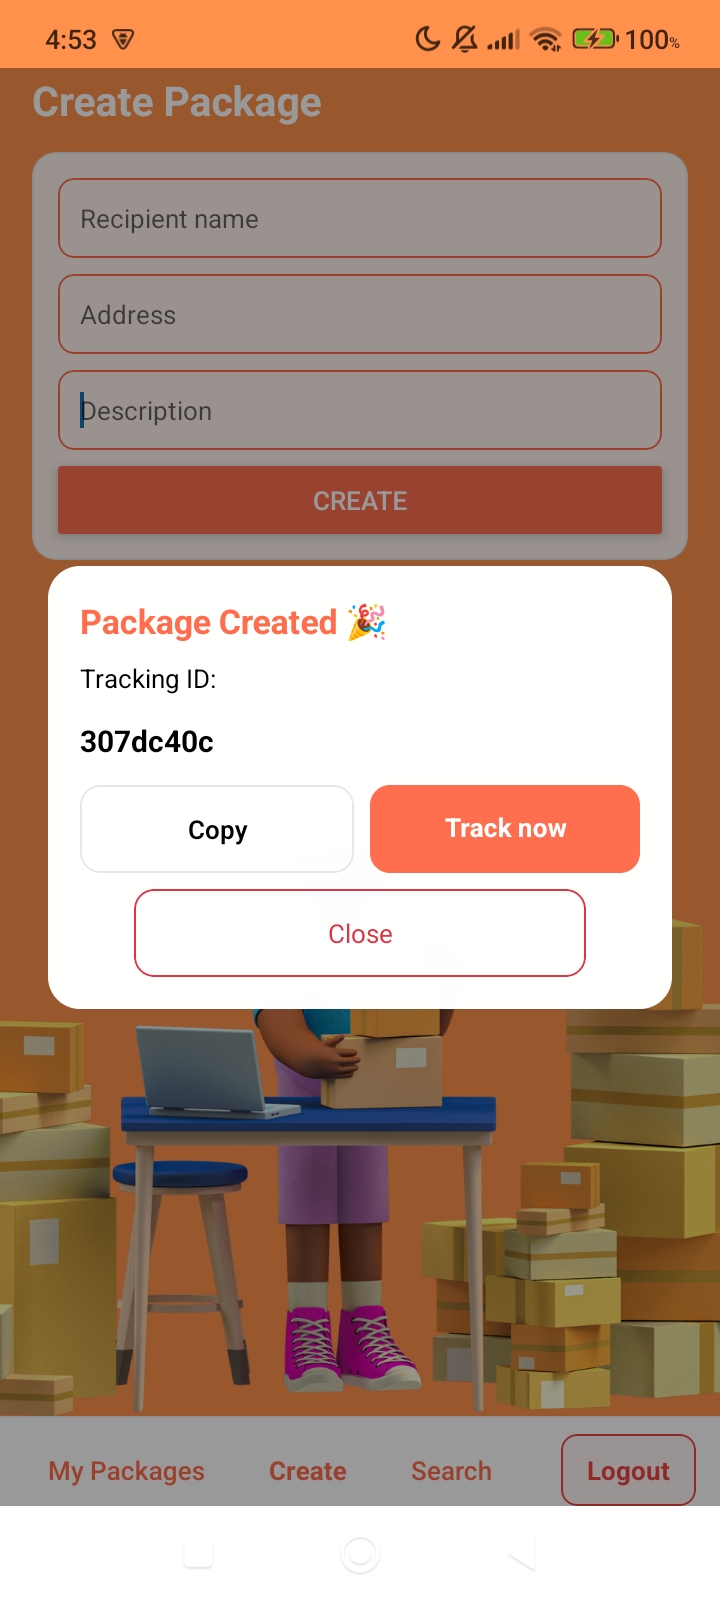 4:53 100%
Create Package
Recipient name
Address
Description
CREATE
Package Created 🎉
Tracking ID:
307dc40c
Copy Track now
Close
My Packages Create Search Logout